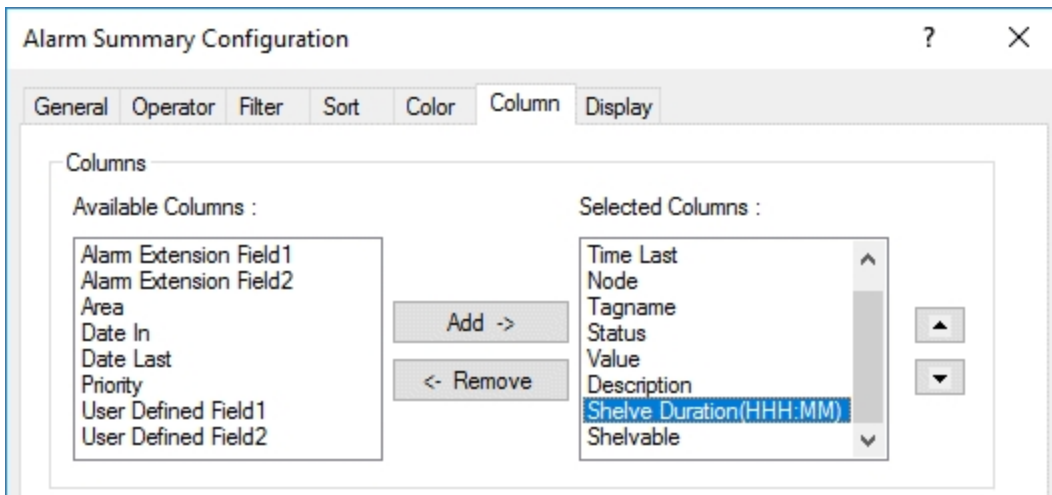 Alarm Summary Configuration
?
General Operator Filter Sort Color Column Display
Columns
Available Columns :
Alarm Extension Field1
Alarm Extension Field2
Area
Date In
Date Last
Priority
User Defined Field1
User Defined Field2
Add ->
<- Remove
Selected Columns :
Time Last
Node
Tagname
Status
Value
Description
Shelve Duration(HHH:MM)
Shelvable